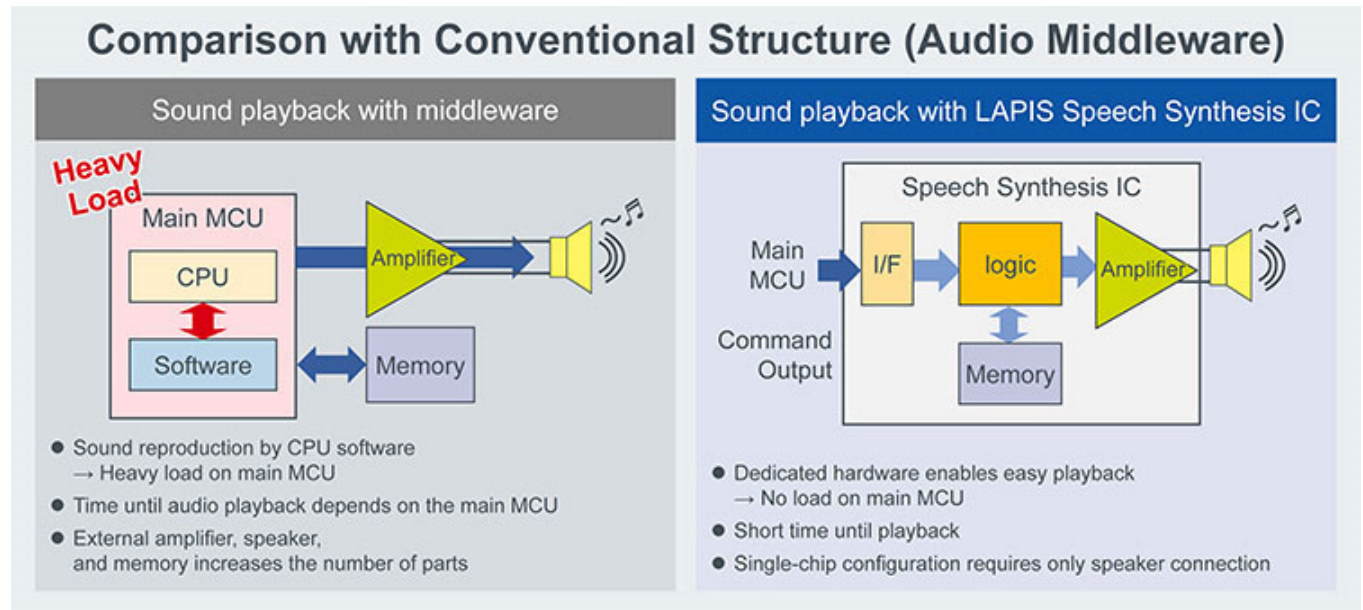 Comparison with Conventional Structure (Audio Middleware)
Sound playback with middleware
Heavy
Load
Main MCU
CPU
Software
Amplifier
Memory
● Sound reproduction by CPU software
→ Heavy load on main MCU
● Time until audio playback depends on the main MCU
● External amplifier, speaker,
and memory increases the number of parts
Sound playback with LAPIS Speech Synthesis IC
Speech Synthesis IC
Main
MCU
I/F
logic
Amplifier
Command
Output
Memory
● Dedicated hardware enables easy playback
→ No load on main MCU
● Short time until playback
● Single-chip configuration requires only speaker connection